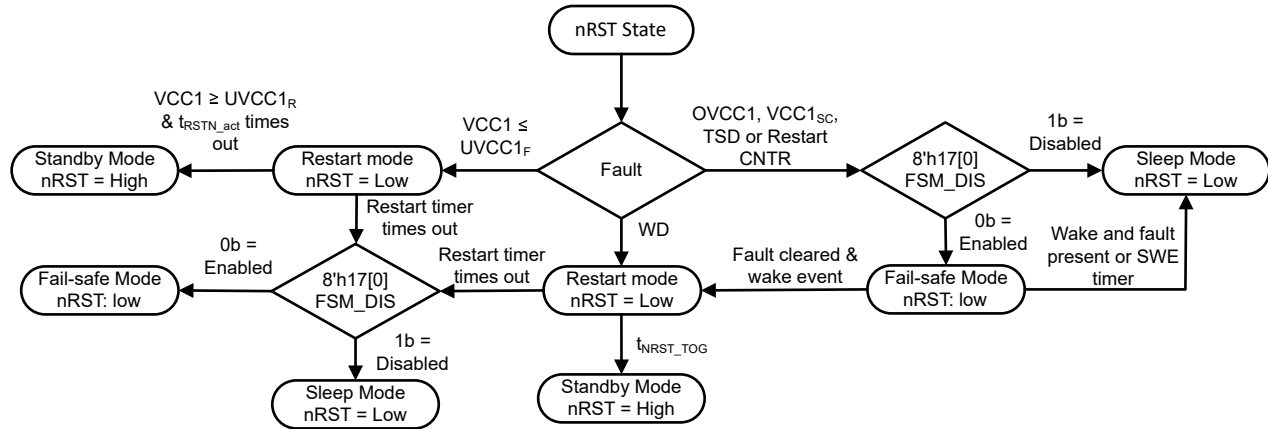 nRST State
VCC1 ≥ UVCC1R
& tRSTN_act times
out
VCC1 ≤
UVCC1F
OVCC1, VCC1SC,
TSD or Restart
CNTR
1b =
Disabled
Standby Mode
nRST = High
Restart mode
nRST = Low
Fault
8'h17[0]
FSM_DIS
Sleep Mode
nRST = Low
Restart timer
times out
WD
0b =
Enabled
Wake and fault
present or SWE
timer
0b =
Enabled
Restart timer
times out
Fault cleared &
wake event
Fail-safe Mode
nRST: low
8'h17[0]
FSM_DIS
Restart mode
nRST = Low
Fail-safe Mode
nRST: low
1b =
Disabled
tNRST_TOG
Sleep Mode
nRST = Low
Standby Mode
nRST = High